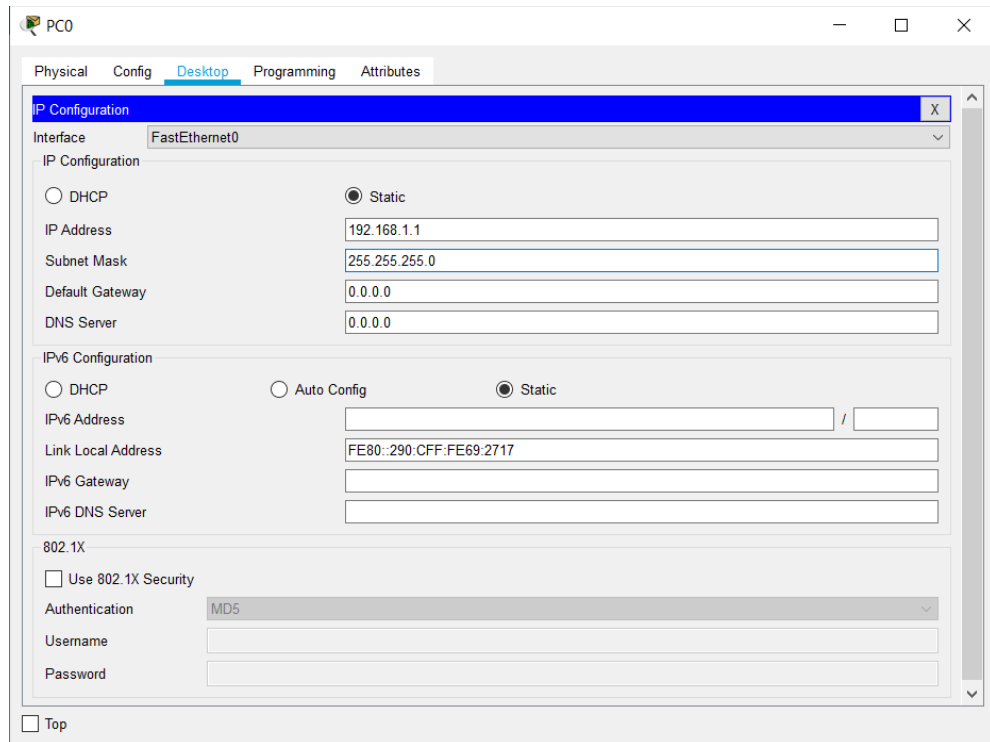 PC0
Physical Config Desktop Programming Attributes
IP Configuration X
Interface FastEthernet0
IP Configuration
DHCP Static
IP Address 192.168.1.1
Subnet Mask 255.255.255.0
Default Gateway 0.0.0.0
DNS Server 0.0.0.0
IPv6 Configuration
DHCP Auto Config Static
IPv6 Address /
Link Local Address FE80::290:CFF:FE69:2717
IPv6 Gateway
IPv6 DNS Server
802.1X
Use 802.1X Security
Authentication MD5
Username
Password
Top